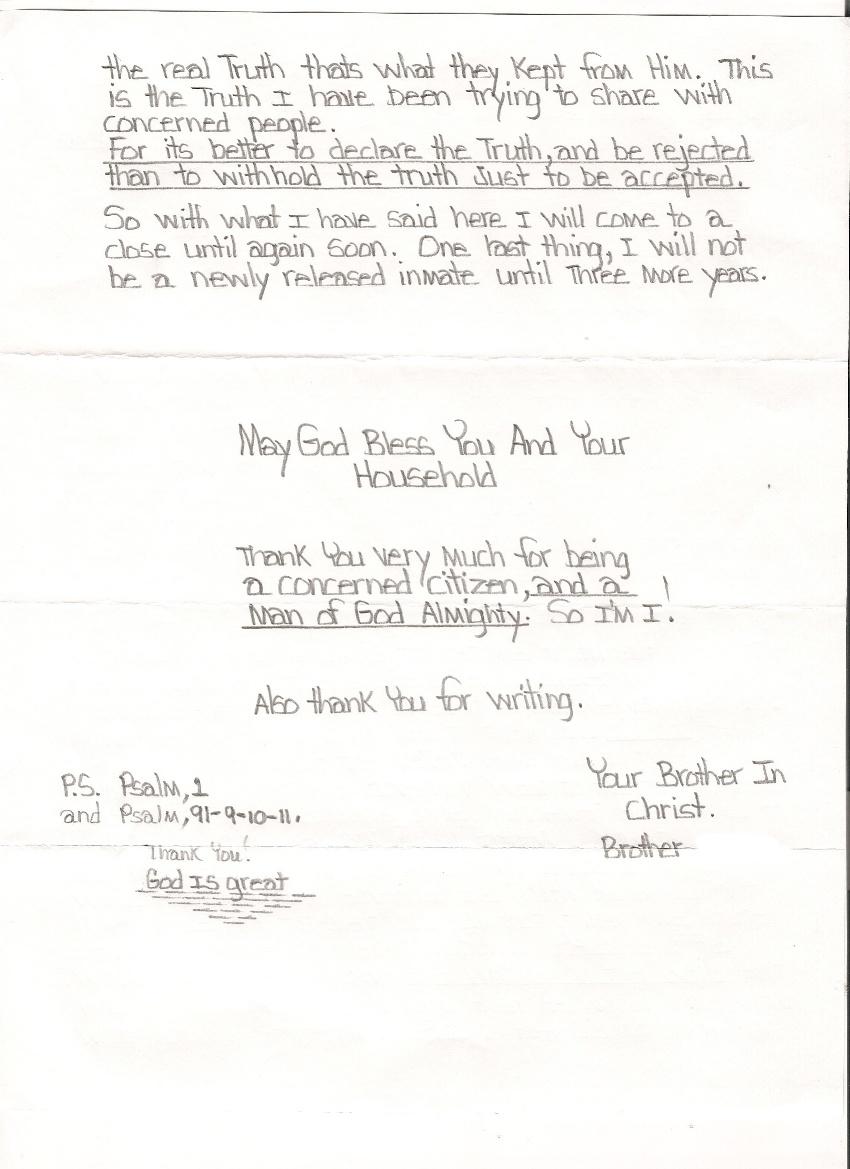 the real Truth thats what they Kept from Him. This
is the Truth I have been trying to share with
concerned people.
For its better to declare the Truth, and be rejected
than to withhold the truth Just to be accepted.
So with what I have said here I will come to a
close until again soon. One last thing, I will not
be a newly released inmate until Three More years.
May God Bless You And Your
Household
Thank You very Much for being
a concerned citizen, and a
Man of God Almighty. So I'M I!
Also thank You for writing.
P.S. Psalm, 1
and Psalm, 91-9-10-11.
Thank You!
God Is great
Your Brother In
Christ.
Brother